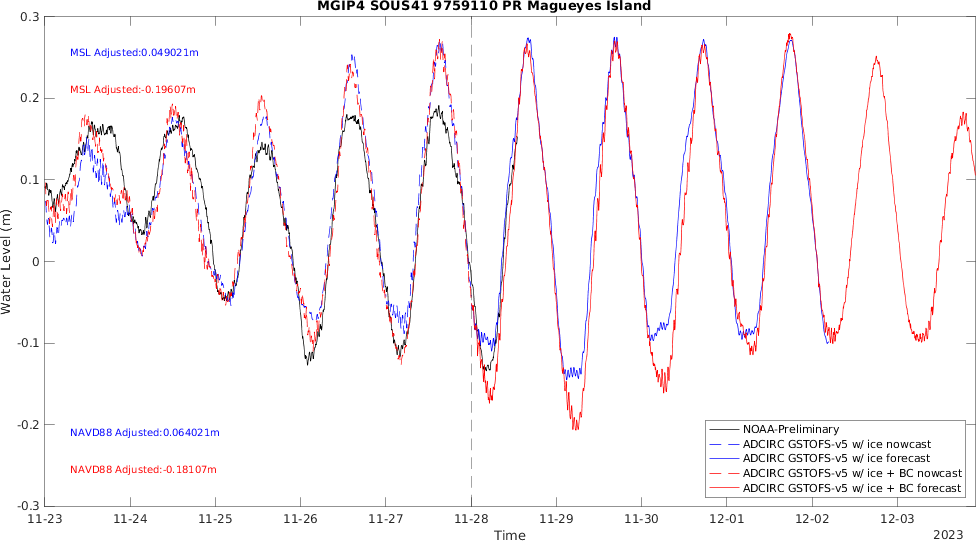 MGIP4 SOUS41 9759110 PR Magueyes Island
0.3
MSL Adjusted:0.049021m
MSL Adjusted:-0.19607m
0.2
0.1
0
-0.1
-0.2
-0.3
Water Level (m)
NAVD88 Adjusted:0.064021m
NAVD88 Adjusted:-0.18107m
NOAA-Preliminary
ADCIRC GSTOFS-v5 w/ ice nowcast
ADCIRC GSTOFS-v5 w/ ice forecast
ADCIRC GSTOFS-v5 w/ ice + BC nowcast
ADCIRC GSTOFS-v5 w/ ice + BC forecast
11-23 11-24 11-25 11-26 11-27 11-28 11-29 11-30 12-01 12-02 12-03
Time
2023